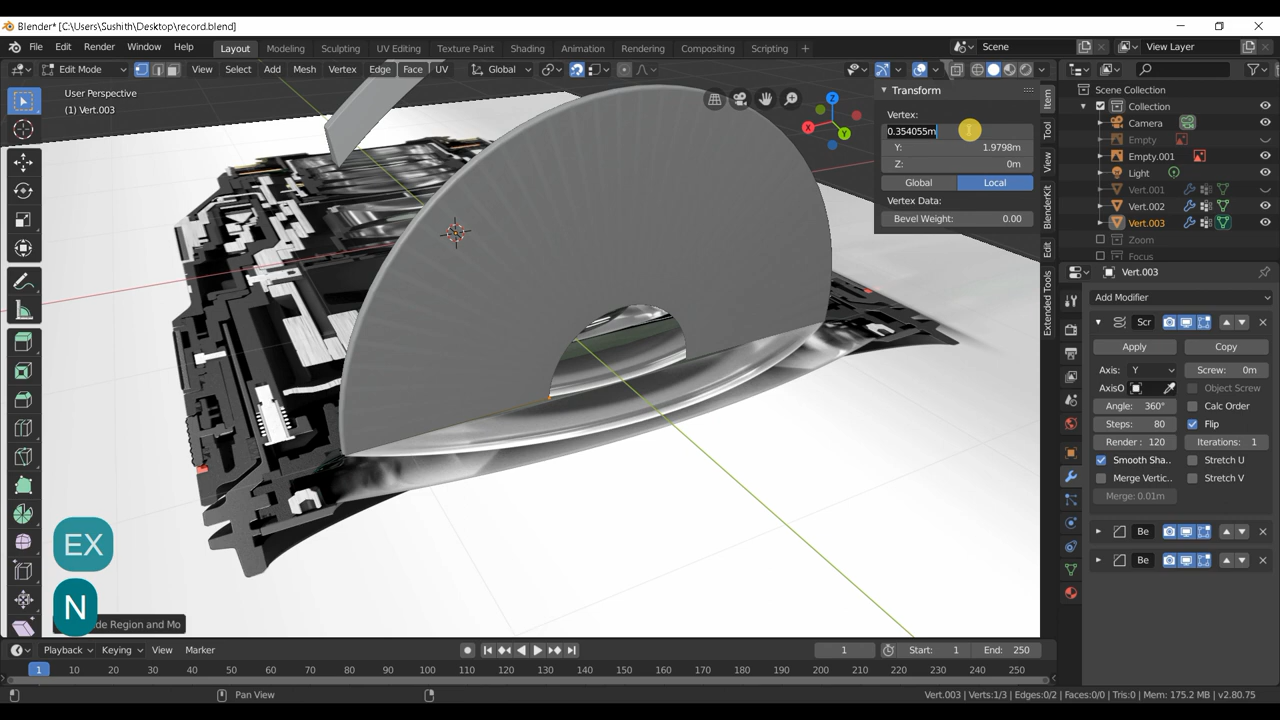 Blender* [C:\Users\Sushith\Desktop\record.blend]
File Edit Render Window Help Layout Modeling Sculpting UV Editing Texture Paint Shading Animation Rendering Compositing Scripting + Scene View Layer
Edit Mode View Select Add Mesh Vertex Edge Face UV Global
User Perspective
(1) Vert.003
Transform
Vertex:
0.354055m
Y: 1.9798m
Z: 0m
Global Local
Vertex Data:
Bevel Weight: 0.00
Item
Tool
View
BlenderKit
Edit
Extended Tools
X
Y
Z
Scene Collection
Collection
Camera
Empty
Empty.001
Light
Vert.001
Vert.002
Vert.003
Zoom
Focus
Vert.003
Add Modifier
Scr
Apply Copy
Axis: Y Screw: 0m
AxisO Object Screw
Angle: 360° Calc Order
Steps: 80 Flip
Render : 120 Iterations: 1
Smooth Sha.. Stretch U
Merge Vertic.. Stretch V
Merge: 0.01m
Be
Be
EX
N
de Region and Mo
Playback Keying View Marker 1 Start: 1 End: 250
1 10 20 30 40 50 60 70 80 90 100 110 120 130 140 150 160 170 180 190 200 210 220 230 240 250
Pan View Vert.003 | Verts:1/3 | Edges:0/2 | Faces:0/0 | Tris:0 | Mem: 175.2 MB | v2.80.75